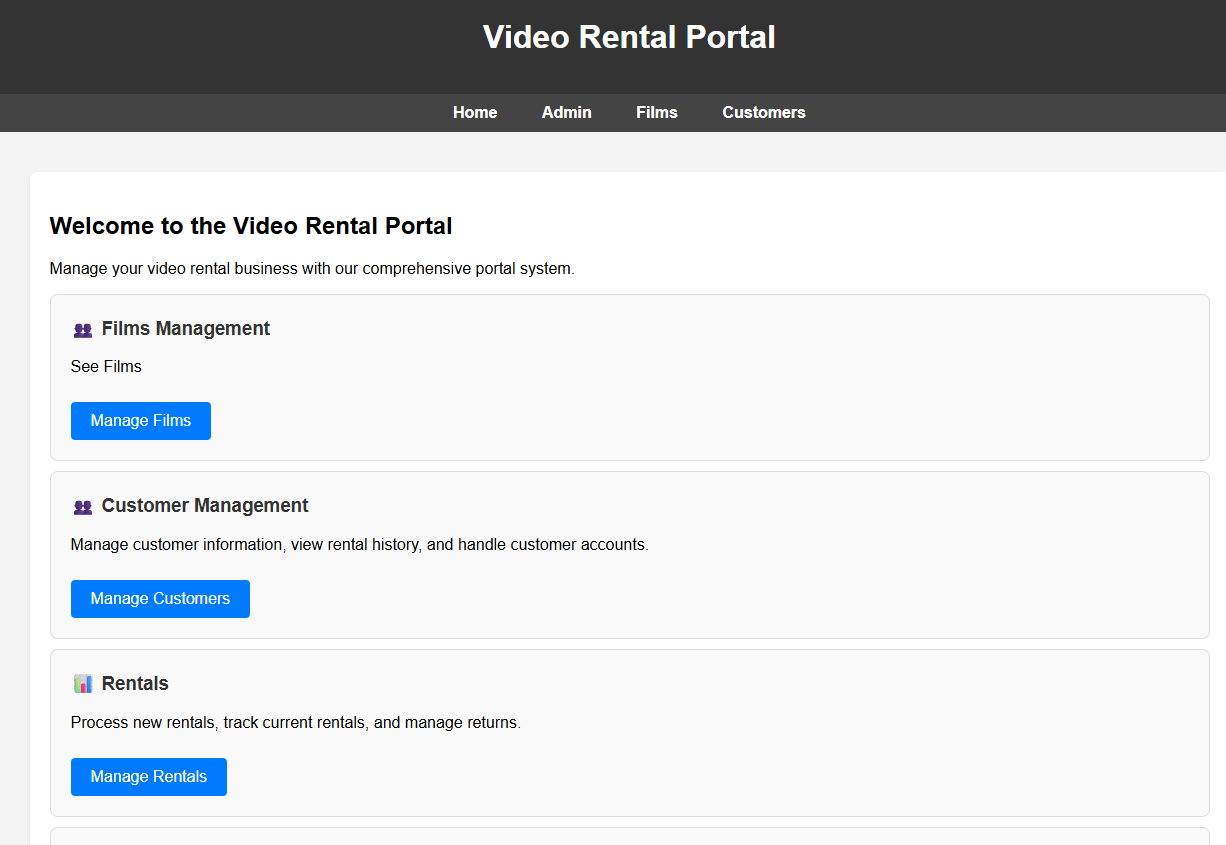 Video Rental Portal
Home Admin Films Customers
Welcome to the Video Rental Portal
Manage your video rental business with our comprehensive portal system.
Films Management
See Films
Manage Films
Customer Management
Manage customer information, view rental history, and handle customer accounts.
Manage Customers
Rentals
Process new rentals, track current rentals, and manage returns.
Manage Rentals